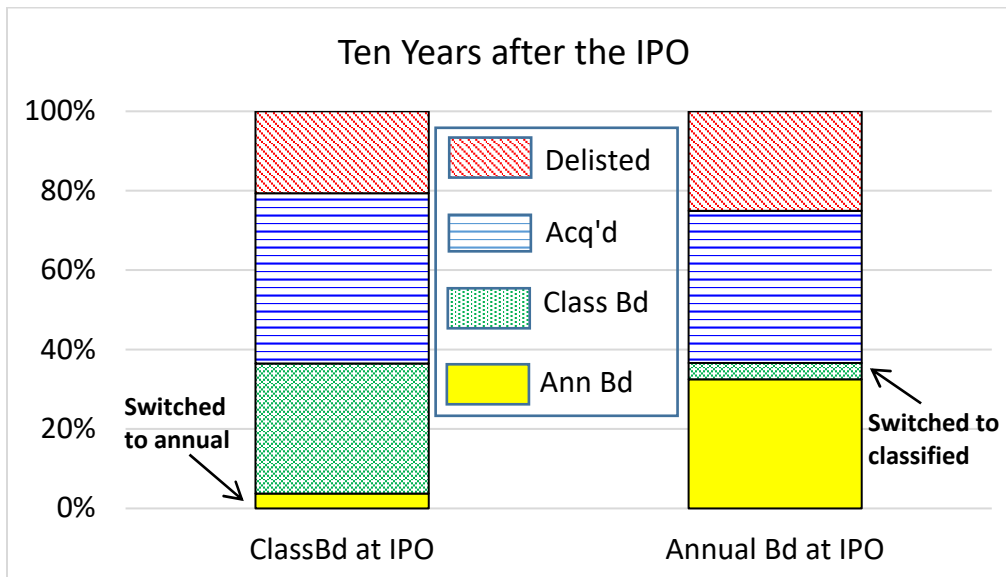 Ten Years after the IPO
100%
80%
60%
40%
20%
0%
Delisted
Acq'd
Class Bd
Ann Bd
Switched
to annual
Switched to
classified
ClassBd at IPO
Annual Bd at IPO